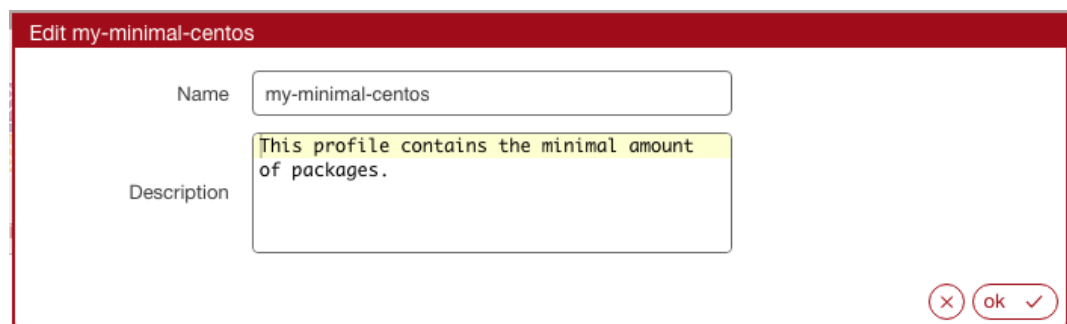 Edit my-minimal-centos
Name
my-minimal-centos
Description
This profile contains the minimal amount
of packages.
ok